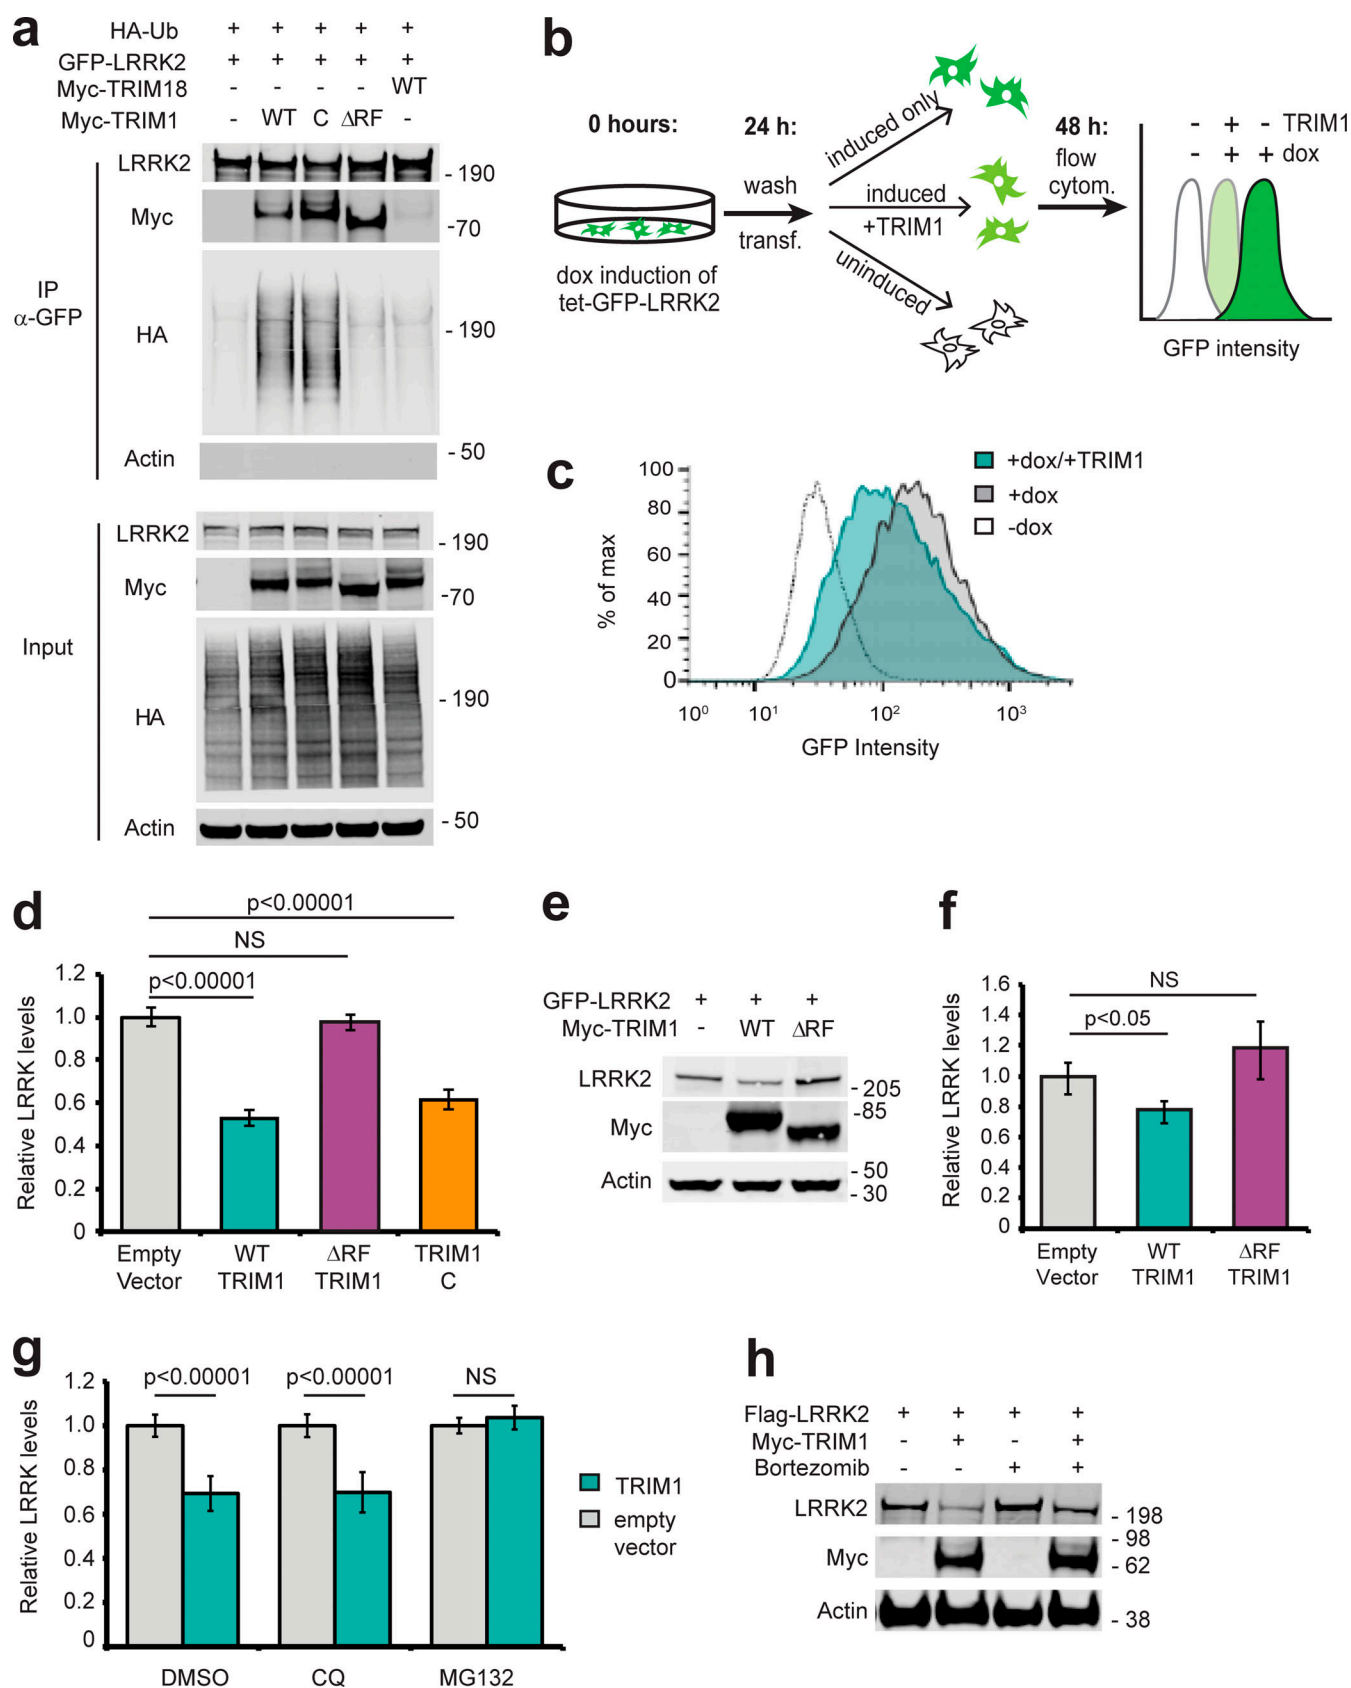 a
HA-Ub + + + + +
GFP-LRRK2 + + + + +
Myc-TRIM18 - - - - WT
Myc-TRIM1 - WT C ΔRF -
IP
α-GFP
LRRK2
- 190
Myc
-70
HA
- 190
Actin
- 50
Input
LRRK2
- 190
Myc
-70
HA
- 190
Actin
- 50
b
0 hours:
dox induction of
tet-GFP-LRRK2
24 h:
wash
transf.
induced only
induced
+TRIM1
uninduced
48 h:
flow
cytom.
- + - TRIM1
- + + dox
GFP intensity
c
% of max
100
80
60
40
20
0
10⁰ 10¹ 10² 10³
GFP Intensity
+dox/+TRIM1
+dox
-dox
d
p<0.00001
NS
p<0.00001
Relative LRRK levels
1.2
1.0
0.8
0.6
0.4
0.2
0
Empty
Vector
WT
TRIM1
ΔRF
TRIM1
TRIM1
C
e
GFP-LRRK2 + + +
Myc-TRIM1 - WT ΔRF
LRRK2
- 205
-85
Myc
Actin
- 50
- 30
f
NS
p<0.05
Relative LRRK levels
1.6
1.4
1.2
1.0
0.8
0.6
0.4
0.2
0
Empty
Vector
WT
TRIM1
ΔRF
TRIM1
g
p<0.00001 p<0.00001 NS
Relative LRRK levels
1.2
1.0
0.8
0.6
0.4
0.2
0
DMSO CQ MG132
TRIM1
empty
vector
h
Flag-LRRK2 + + + +
Myc-TRIM1 - + - +
Bortezomib - - + +
LRRK2
- 198
- 98
Myc
- 62
Actin
- 38